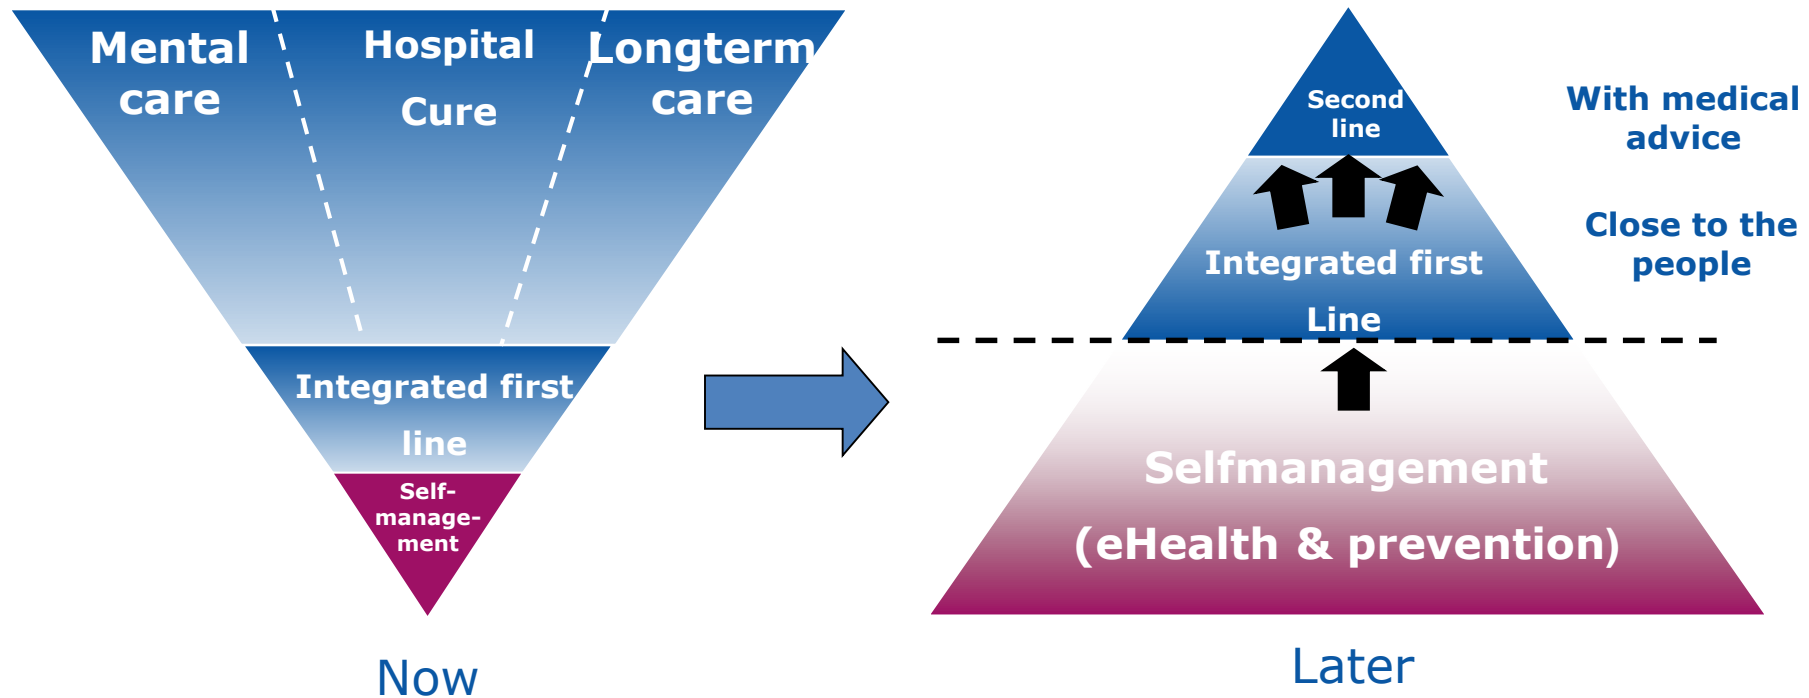 Mental
care
Hospital
Cure
Longterm
care
Integrated first
line
Self-
manage-
ment
Now
Second
line
Integrated first
Line
With medical
advice
Close to the
people
Selfmanagement
(eHealth & prevention)
Later